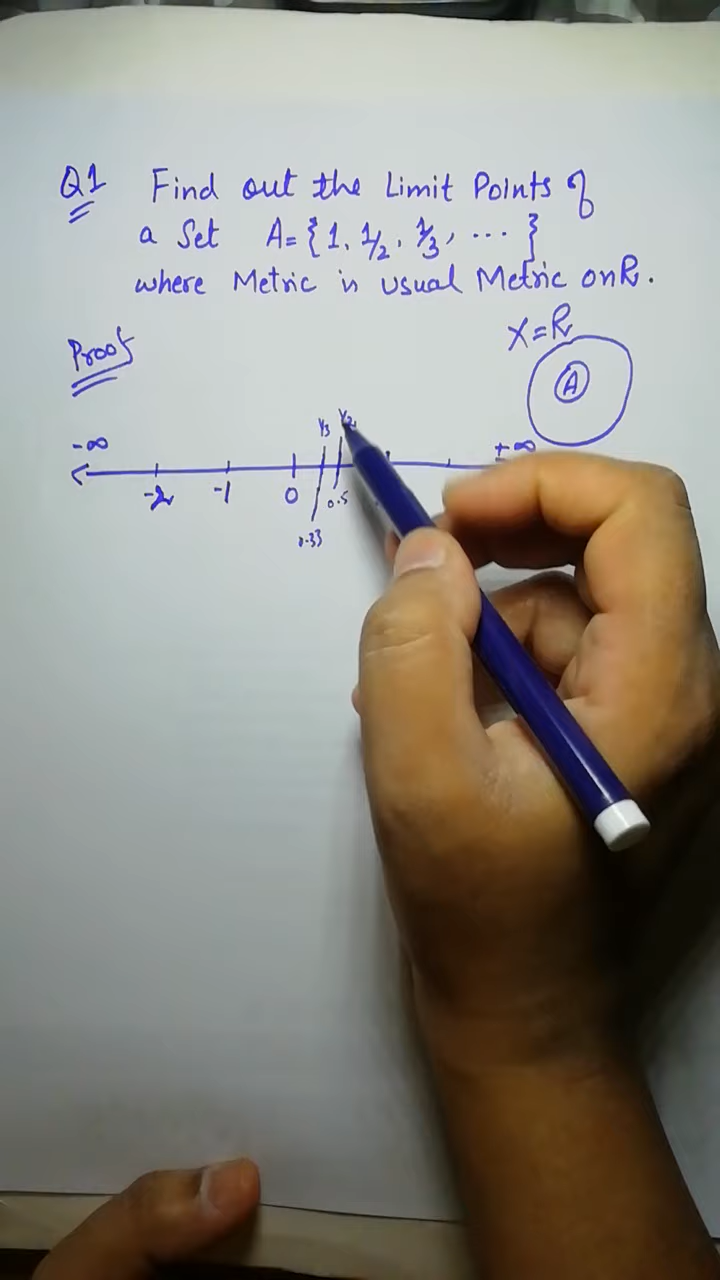 Q1 Find out the Limit Points of
a Set A = { 1, 1/2, 1/3, ... }
where Metric is usual Metric on R.
Proof
X = R
A
1/3 1/2
-∞ ±∞
-2 -1 0 0.5
0.33